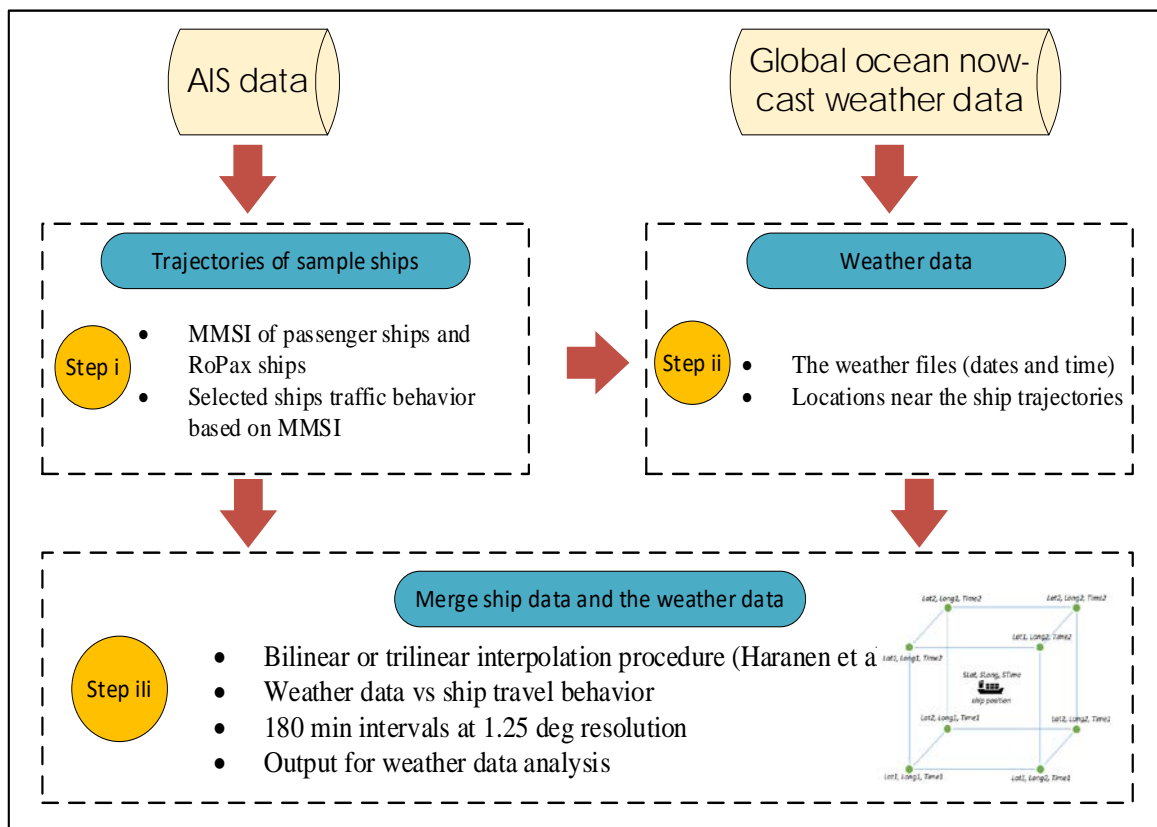 AIS data
Global ocean now-
cast weather data
Trajectories of sample ships
Step i
• MMSI of passenger ships and
RoPax ships
• Selected ships traffic behavior
based on MMSI
Weather data
Step ii
• The weather files (dates and time)
• Locations near the ship trajectories
Merge ship data and the weather data
Step iIi
• Bilinear or trilinear interpolation procedure (Haranen et a
• Weather data vs ship travel behavior
• 180 min intervals at 1.25 deg resolution
• Output for weather data analysis
Lat2, Long1, Time2
Lat2, Long2, Time2
Lat1, Long2, Time2
Lat1, Long1, Time2
SLat, SLong, STime
ship position
Lat2, Long1, Time1
Lat2, Long2, Time1
Lat1, Long1, Time1
Lat1, Long2, Time1